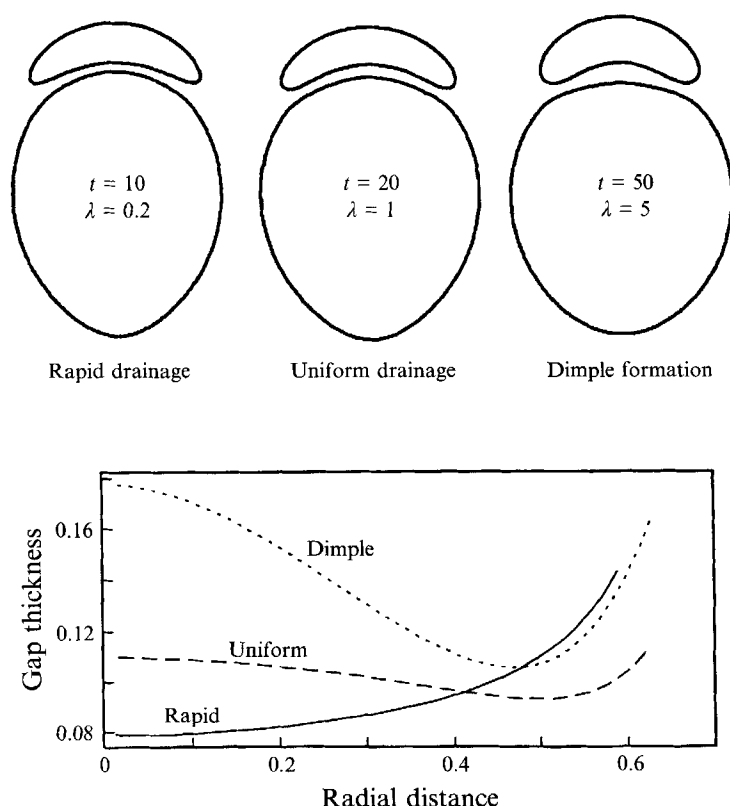 t = 10
λ = 0.2
t = 20
λ = 1
t = 50
λ = 5
Rapid drainage
Uniform drainage
Dimple formation
Gap thickness
0.16
0.12
0.08
Dimple
Uniform
Rapid
0
0.2
0.4
0.6
Radial distance